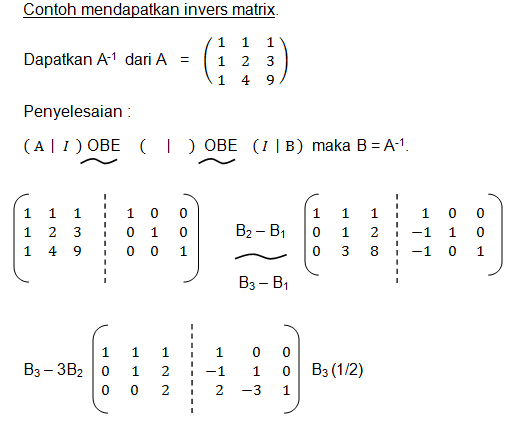 Contoh mendapatkan invers matrix.
1 1 1
Dapatkan A-1 dari A = 1 2 3
1 4 9
Penyelesaian :
( A | I ) OBE ( | ) OBE ( I | B ) maka B = A-1.
1 1 1 1 0 0 1 1 1 1 0 0
1 2 3 0 1 0 B2 – B1 0 1 2 −1 1 0
1 4 9 0 0 1 0 3 8 −1 0 1
B3 – B1
1 1 1 1 0 0
B3 – 3B2 0 1 2 −1 1 0 B3 (1/2)
0 0 2 2 −3 1